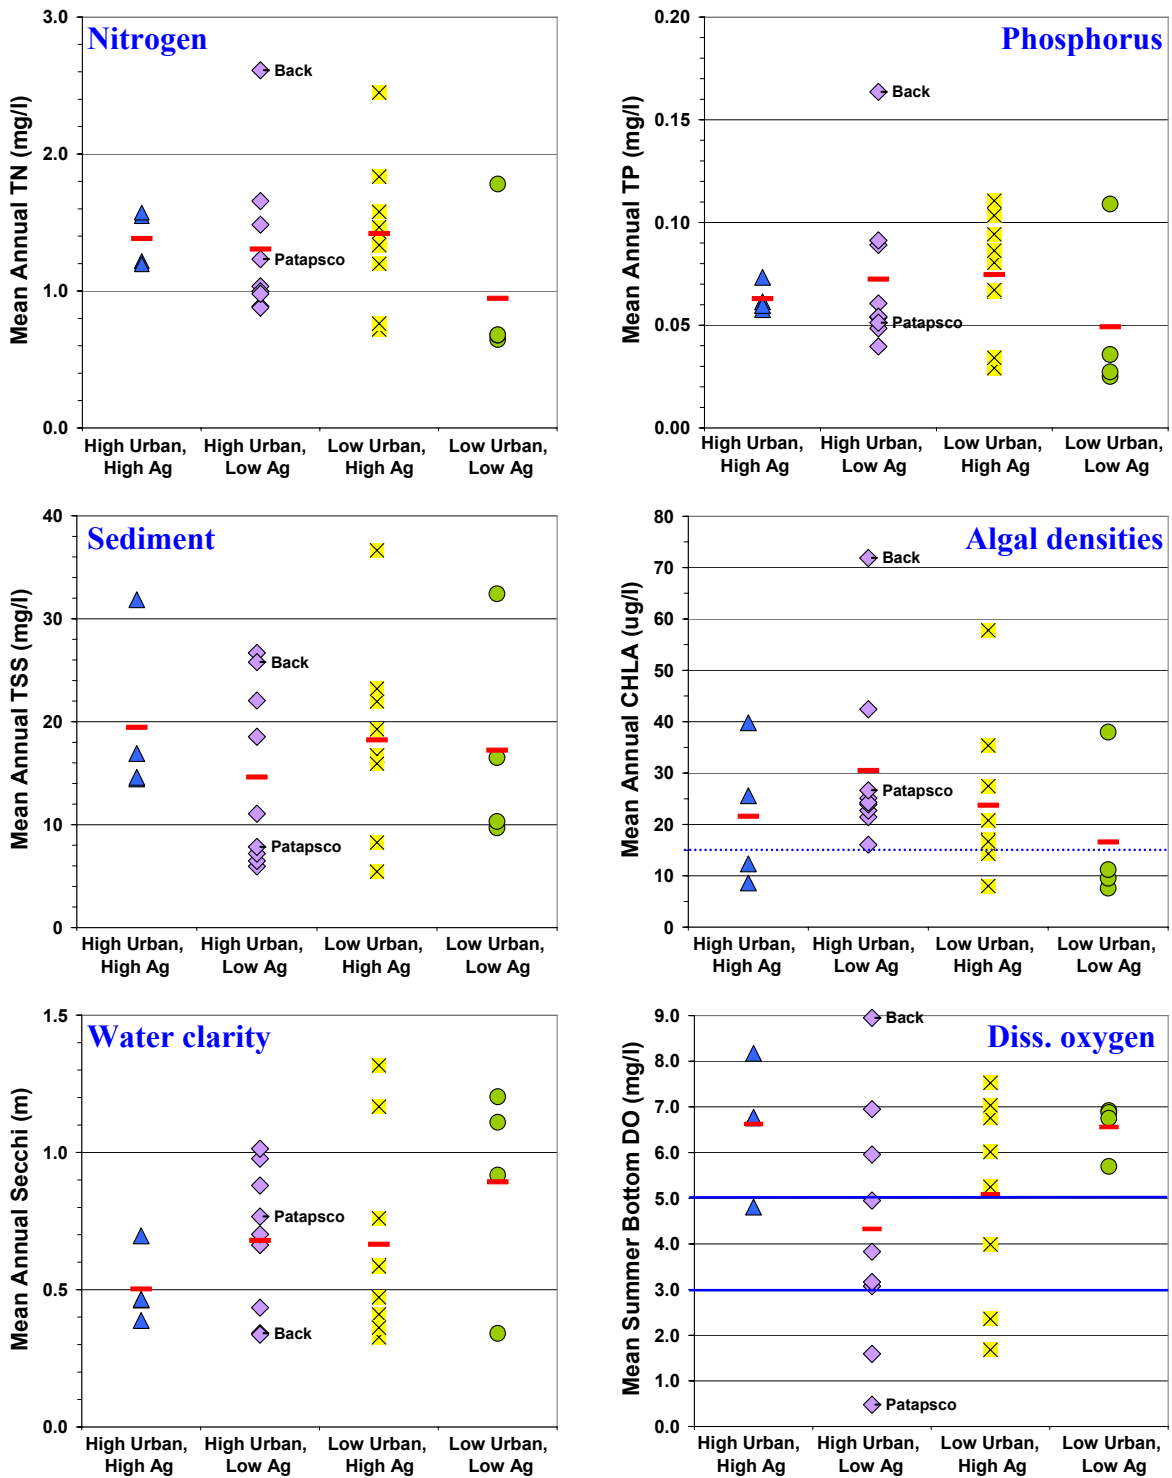 Nitrogen
Mean Annual TN (mg/l)
3.0
2.0
1.0
0.0
Back
Patapsco
High Urban, High Urban, Low Urban, Low Urban,
High Ag Low Ag High Ag Low Ag
Phosphorus
Mean Annual TP (mg/l)
0.20
0.15
0.10
0.05
0.00
Back
Patapsco
High Urban, High Urban, Low Urban, Low Urban,
High Ag Low Ag High Ag Low Ag
Sediment
Mean Annual TSS (mg/l)
40
30
20
10
0
Back
Patapsco
High Urban, High Urban, Low Urban, Low Urban,
High Ag Low Ag High Ag Low Ag
Algal densities
Mean Annual CHLA (ug/l)
80
70
60
50
40
30
20
10
0
Back
Patapsco
High Urban, High Urban, Low Urban, Low Urban,
High Ag Low Ag High Ag Low Ag
Water clarity
Mean Annual Secchi (m)
1.5
1.0
0.5
0.0
Patapsco
Back
High Urban, High Urban, Low Urban, Low Urban,
High Ag Low Ag High Ag Low Ag
Diss. oxygen
Mean Summer Bottom DO (mg/l)
9.0
8.0
7.0
6.0
5.0
4.0
3.0
2.0
1.0
0.0
Back
Patapsco
High Urban, High Urban, Low Urban, Low Urban,
High Ag Low Ag High Ag Low Ag